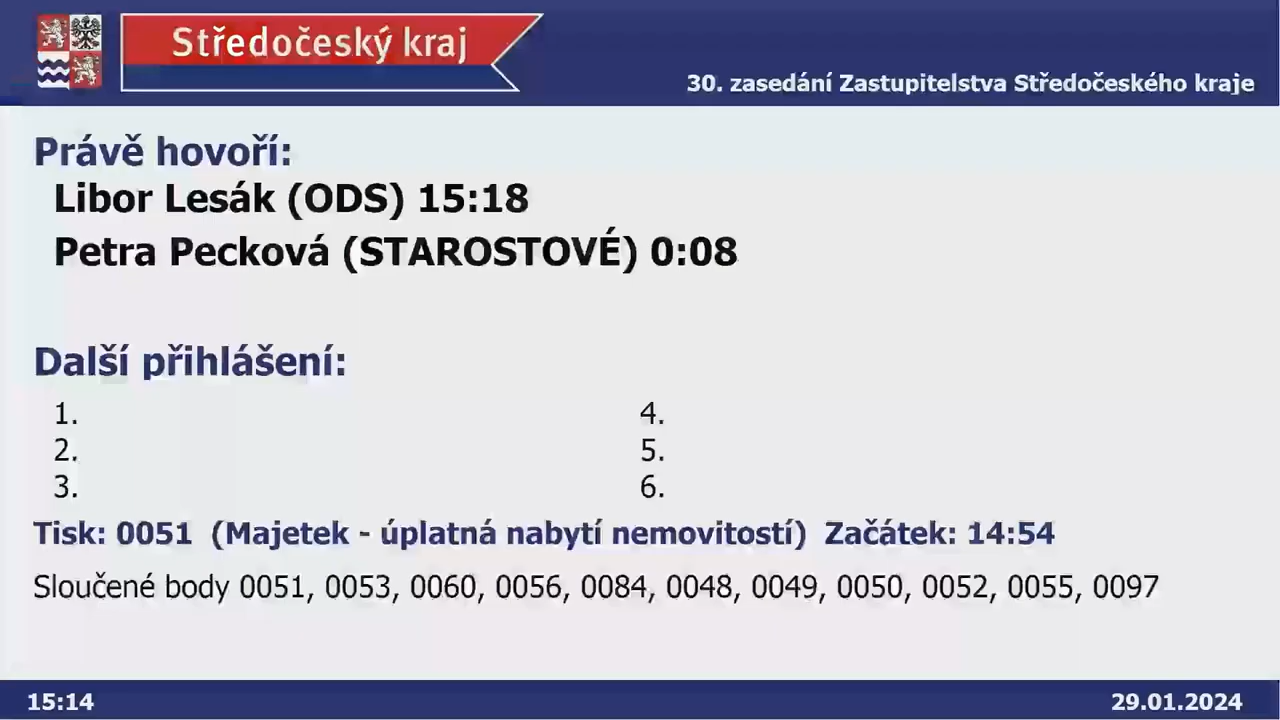 Středočeský kraj
30. zasedání Zastupitelstva Středočeského kraje
Právě hovoří:
Libor Lesák (ODS) 15:18
Petra Pecková (STAROSTOVÉ) 0:08
Další přihlášení:
1.
2.
3.
4.
5.
6.
Tisk: 0051 (Majetek - úplatná nabytí nemovitostí) Začátek: 14:54
Sloučené body 0051, 0053, 0060, 0056, 0084, 0048, 0049, 0050, 0052, 0055, 0097
15:14
29.01.2024